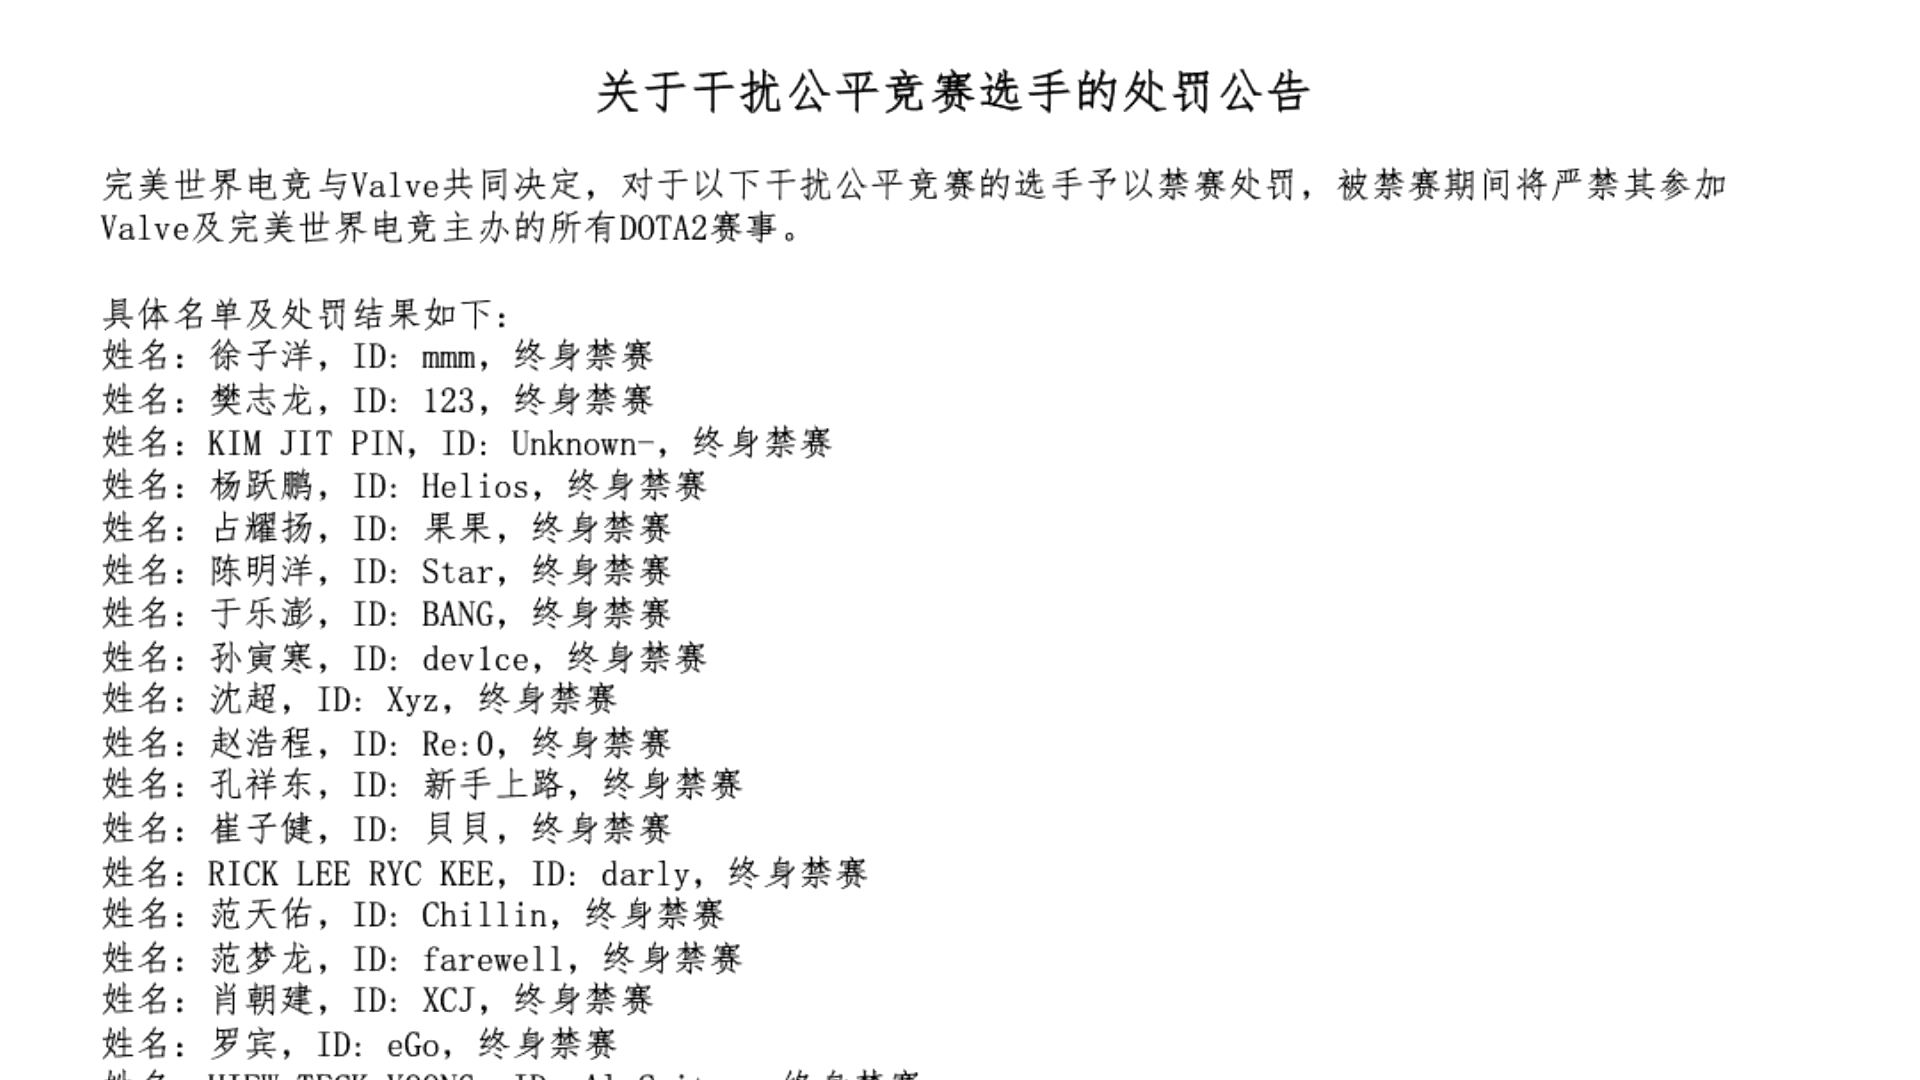 关于干扰公平竞赛选手的处罚公告
完美世界电竞与Valve共同决定，对于以下干扰公平竞赛的选手予以禁赛处罚，被禁赛期间将严禁其参加
Valve及完美世界电竞主办的所有DOTA2赛事。
具体名单及处罚结果如下：
姓名：徐子洋，ID: mmm，终身禁赛
姓名：樊志龙，ID: 123，终身禁赛
姓名：KIM JIT PIN，ID: Unknown-，终身禁赛
姓名：杨跃鹏，ID: Helios，终身禁赛
姓名：占耀扬，ID: 果果，终身禁赛
姓名：陈明洋，ID: Star，终身禁赛
姓名：于乐澎，ID: BANG，终身禁赛
姓名：孙寅寒，ID: dev1ce，终身禁赛
姓名：沈超，ID: Xyz，终身禁赛
姓名：赵浩程，ID: Re:0，终身禁赛
姓名：孔祥东，ID: 新手上路，终身禁赛
姓名：崔子健，ID: 貝貝，终身禁赛
姓名：RICK LEE RYC KEE，ID: darly，终身禁赛
姓名：范天佑，ID: Chillin，终身禁赛
姓名：范梦龙，ID: farewell，终身禁赛
姓名：肖朝建，ID: XCJ，终身禁赛
姓名：罗宾，ID: eGo，终身禁赛